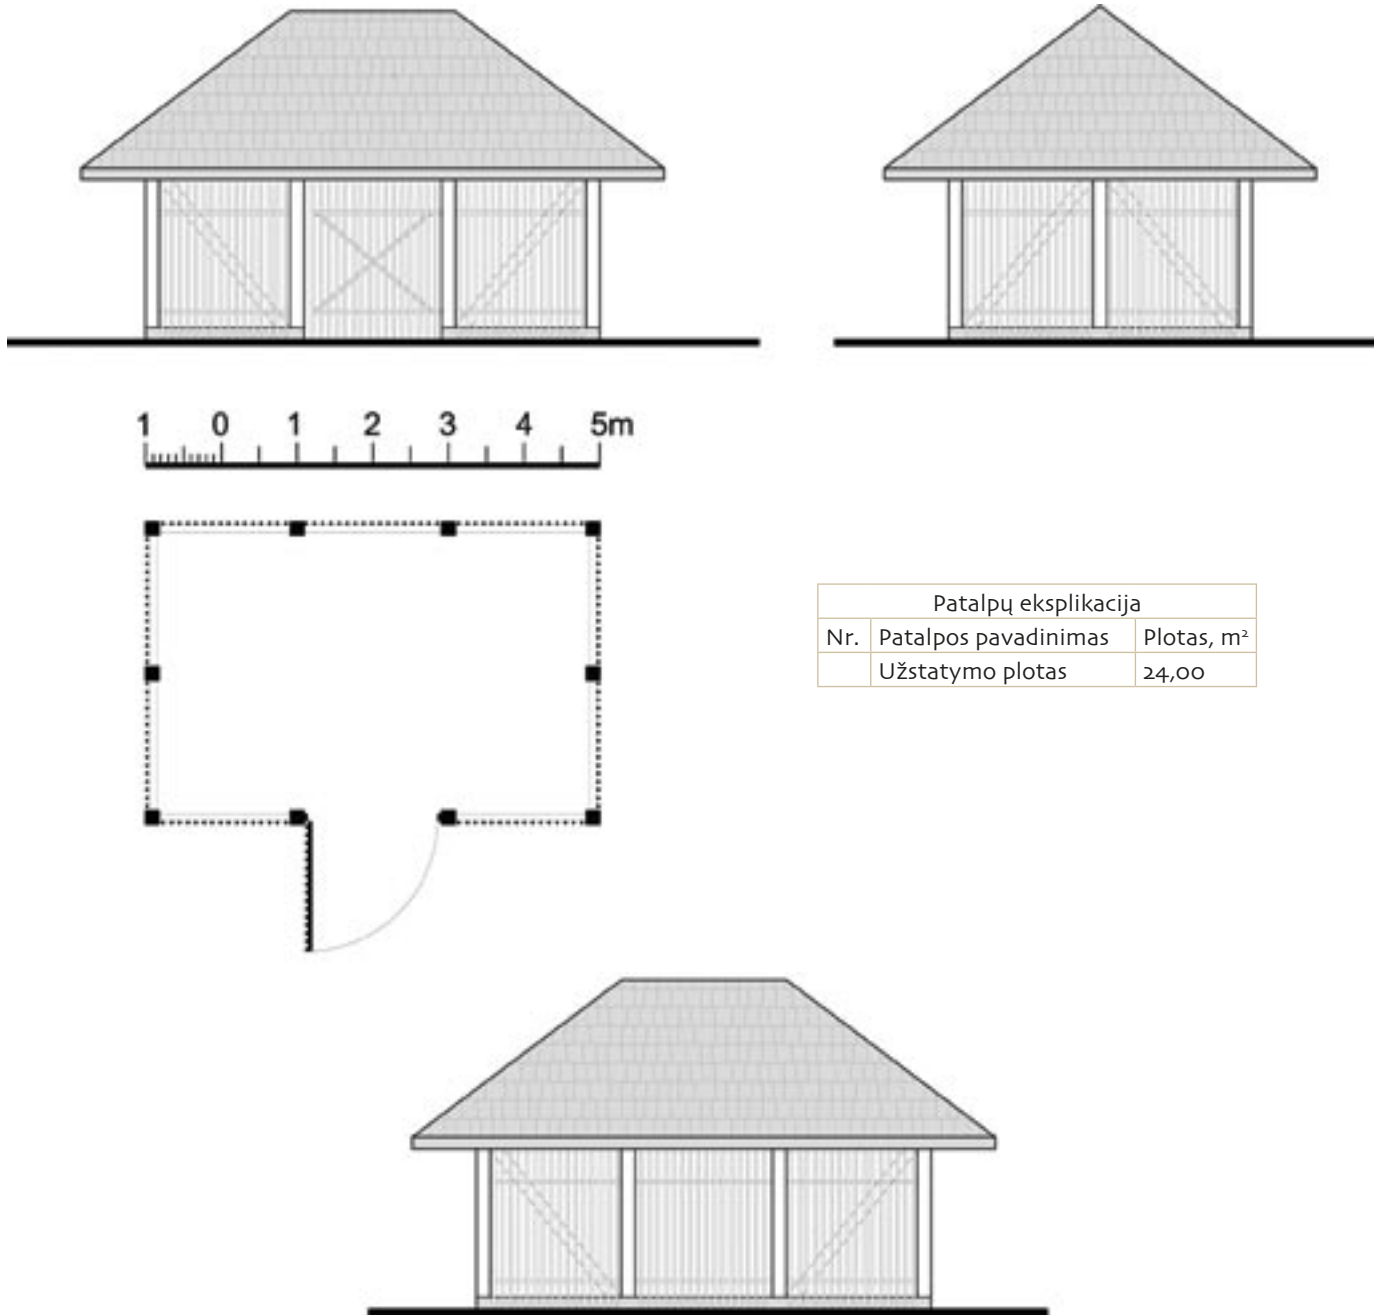 1 0 1 2 3 4 5m
Patalpų eksplikacija
Nr. Patalpos pavadinimas Plotas, m²
Užstatymo plotas 24,00